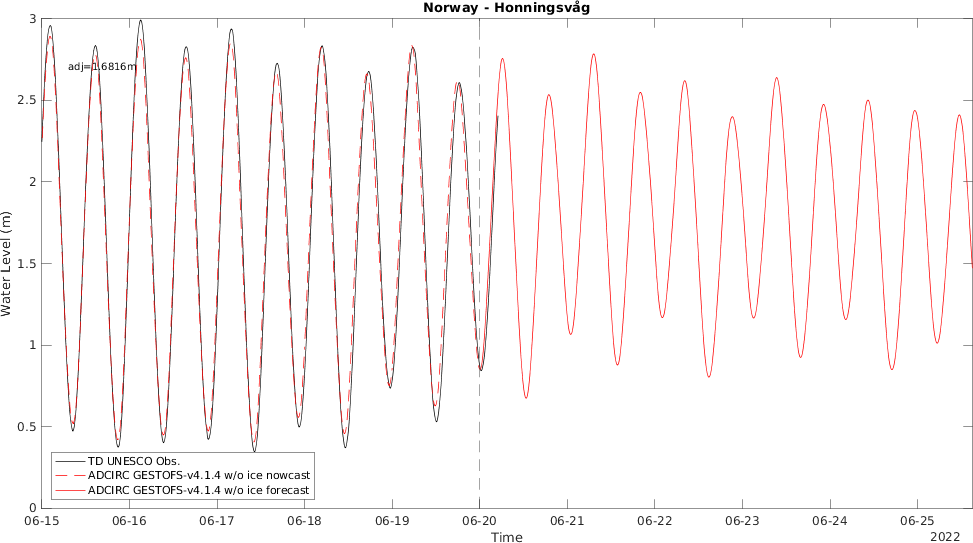 Norway - Honningsvåg
3
adj=1.6816m
2.5
2
Water Level (m)
1.5
1
0.5
TD UNESCO Obs.
ADCIRC GESTOFS-v4.1.4 w/o ice nowcast
ADCIRC GESTOFS-v4.1.4 w/o ice forecast
0
06-15 06-16 06-17 06-18 06-19 06-20 06-21 06-22 06-23 06-24 06-25
Time
2022